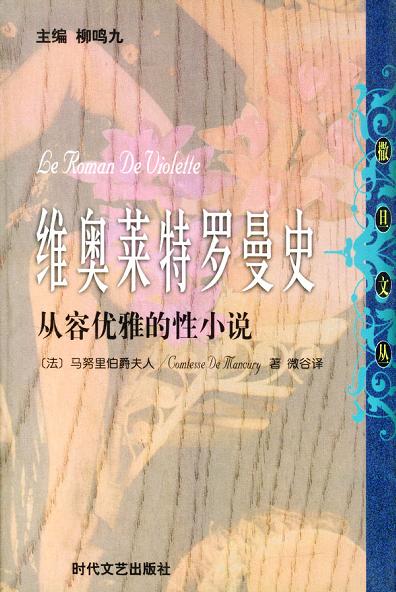 主编 柳鸣九
Le Roman De Violette
维奥莱特罗曼史
从容优雅的性小说
〔法〕马努里伯爵夫人/Comtesse De Mancury 著 微谷译
时代文艺出版社
撒旦文丛